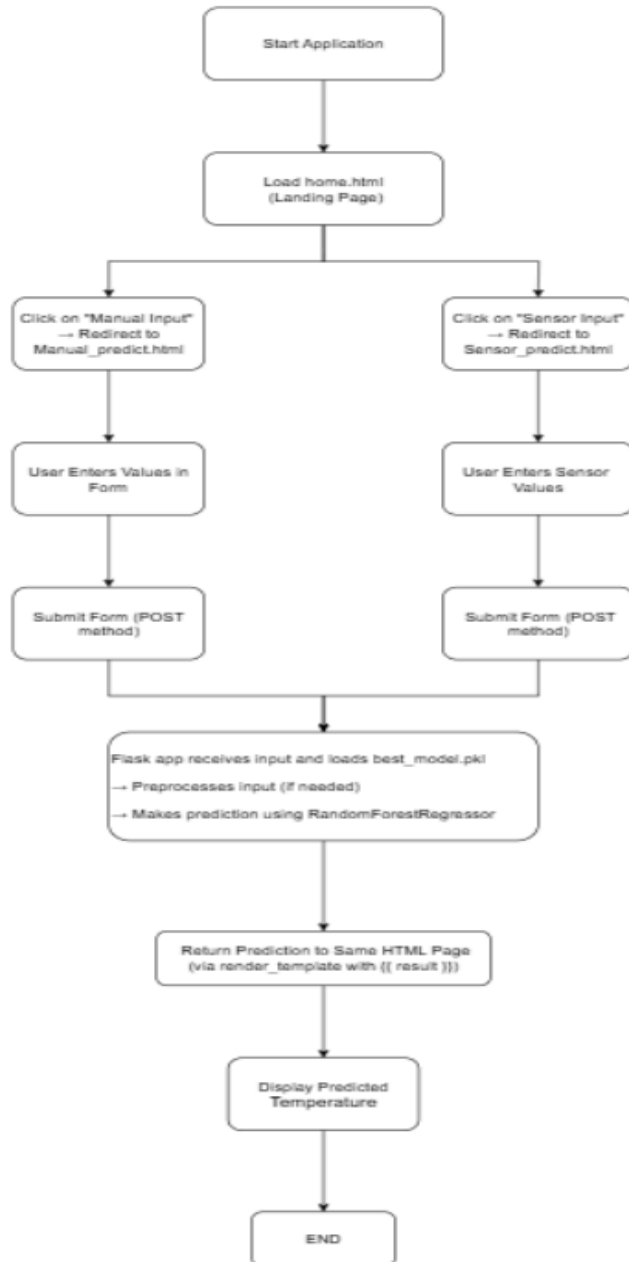 Start Application
Load home.html
(Landing Page)
Click on "Manual Input"
→ Redirect to
Manual_predict.html
Click on "Sensor Input"
→ Redirect to
Sensor_predict.html
User Enters Values in
Form
User Enters Sensor
Values
Submit Form (POST
method)
Submit Form (POST
method)
Flask app receives input and loads best_model.pkl
→ Preprocesses input (if needed)
→ Makes prediction using RandomForestRegressor
Return Prediction to Same HTML Page
(via render_template with {{ result }})
Display Predicted
Temperature
END